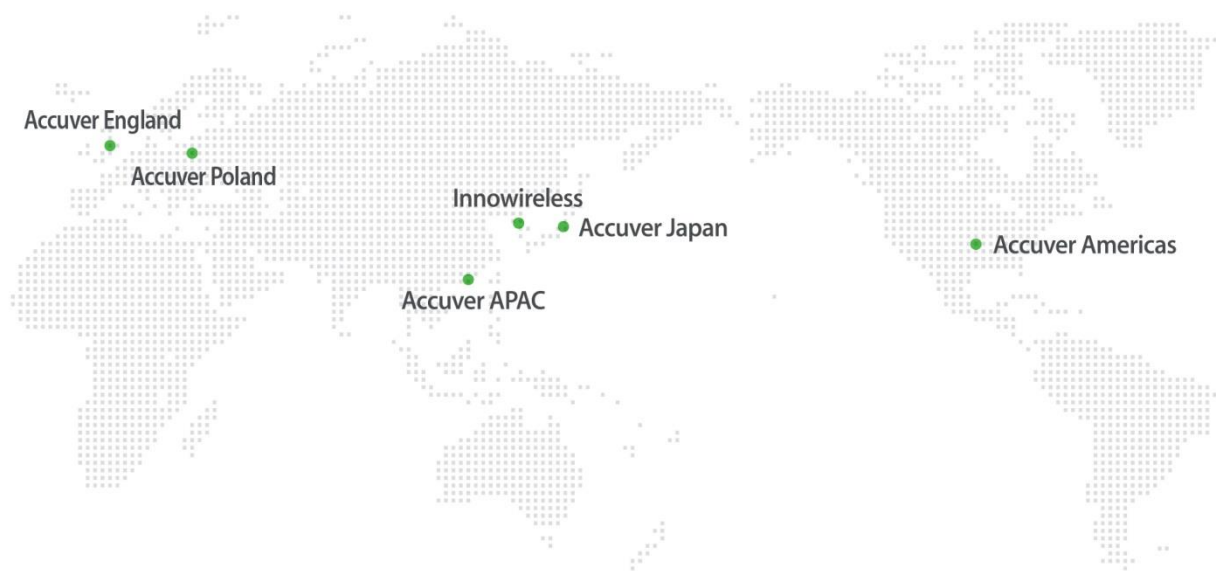 Accuver England
Accuver Poland
Innowireless
Accuver Japan
Accuver Americas
Accuver APAC